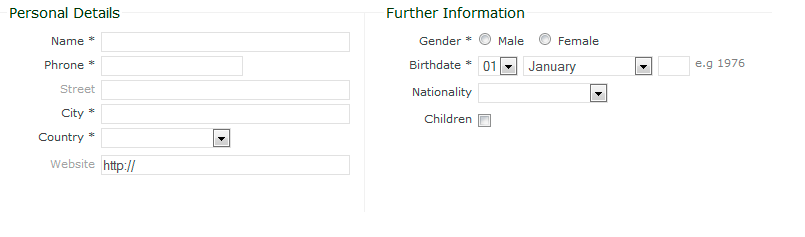 Personal Details
Name *
Phrone *
Street
City *
Country *
Website http://
Further Information
Gender * Male Female
Birthdate * 01 January e.g 1976
Nationality
Children